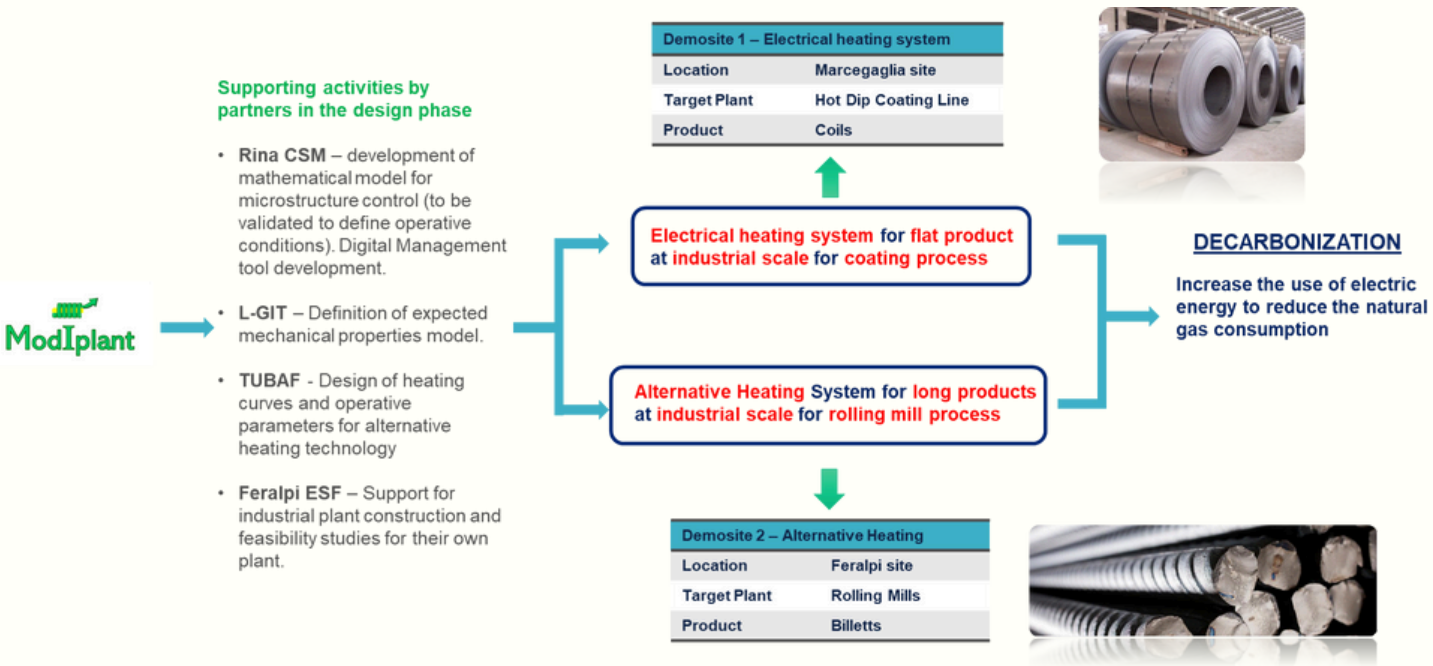 ModIplant
Supporting activities by
partners in the design phase
• Rina CSM – development of
mathematical model for
microstructure control (to be
validated to define operative
conditions). Digital Management
tool development.
• L-GIT – Definition of expected
mechanical properties model.
• TUBAF - Design of heating
curves and operative
parameters for alternative
heating technology
• Feralpi ESF – Support for
industrial plant construction and
feasibility studies for their own
plant.
Demosite 1 – Electrical heating system
Location Marcegaglia site
Target Plant Hot Dip Coating Line
Product Coils
Electrical heating system for flat product
at industrial scale for coating process
Alternative Heating System for long products
at industrial scale for rolling mill process
Demosite 2 – Alternative Heating
Location Feralpi site
Target Plant Rolling Mills
Product Billetts
DECARBONIZATION
Increase the use of electric
energy to reduce the natural
gas consumption